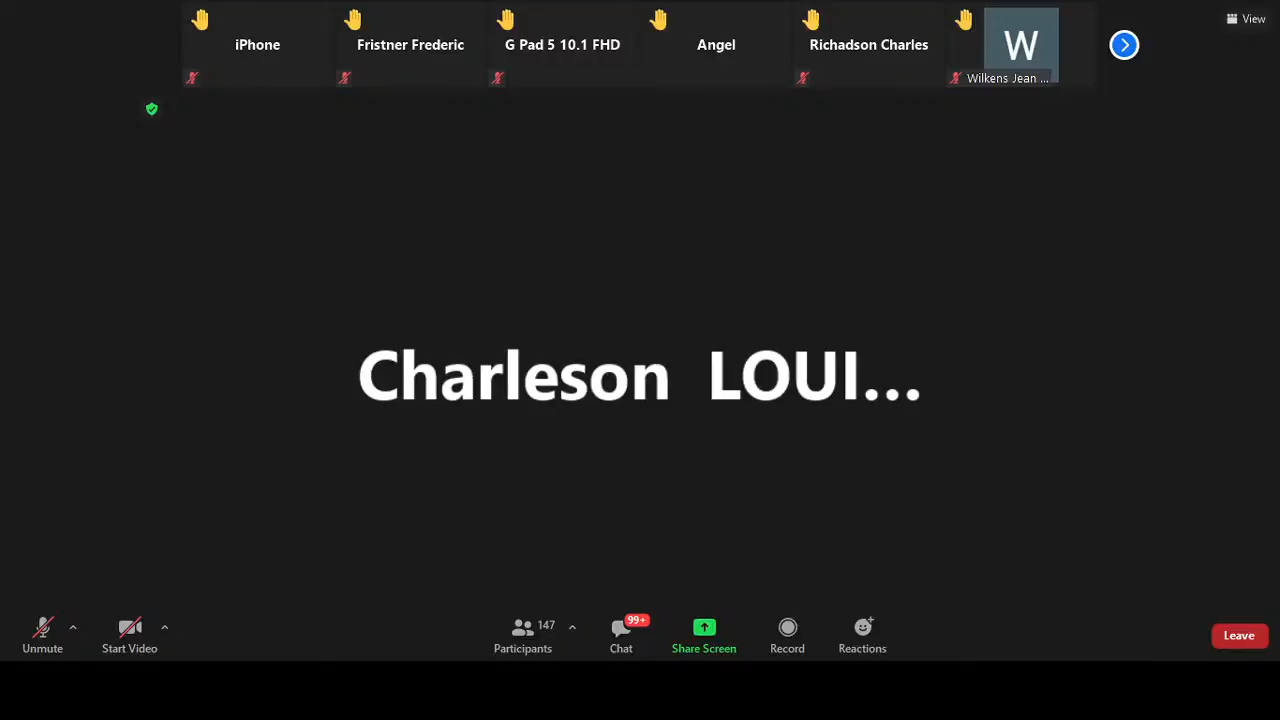 View
iPhone
Fristner Frederic
G Pad 5 10.1 FHD
Angel
Richadson Charles
W
Wilkens Jean ...
Charleson LOUI...
Unmute
Start Video
147
Participants
99+
Chat
Share Screen
Record
Reactions
Leave